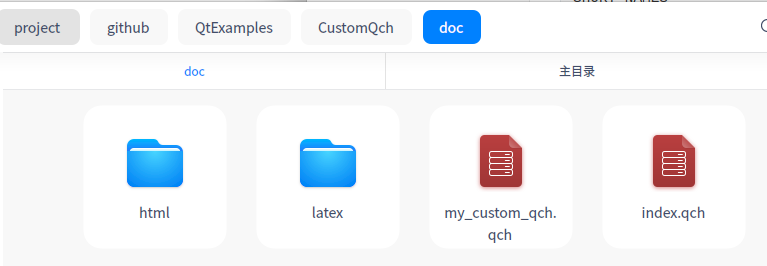 project github QtExamples CustomQch doc
doc 主目录
html latex my_custom_qch.qch index.qch